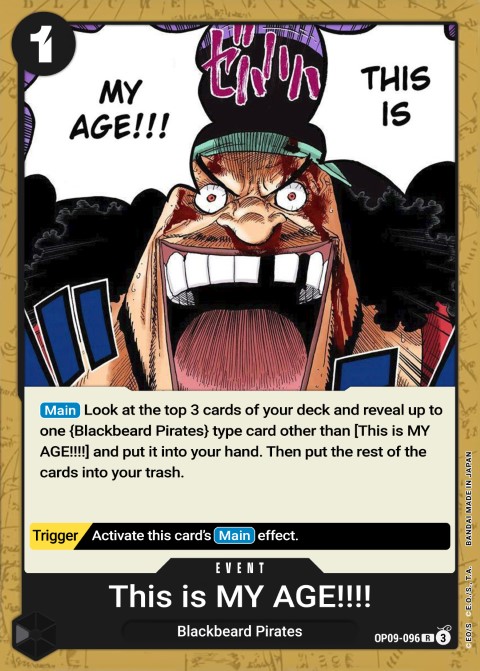 1
THIS
IS
MY
AGE!!!
ゼハハハ
Main Look at the top 3 cards of your deck and reveal up to
one {Blackbeard Pirates} type card other than [This is MY
AGE!!!!] and put it into your hand. Then put the rest of the
cards into your trash.
Trigger Activate this card's Main effect.
EVENT
This is MY AGE!!!!
Blackbeard Pirates
OP09-096 R 3
©E.O./S. ©E.O./S., T.A. BANDAI MADE IN JAPAN